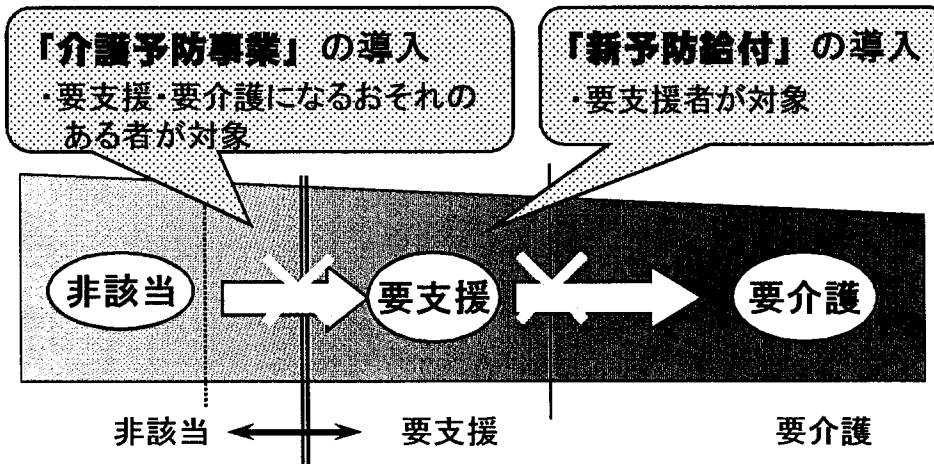 「介護予防事業」の導入
・要支援・要介護になるおそれの
ある者が対象
「新予防給付」の導入
・要支援者が対象
非該当
要支援
要介護
非該当
要支援
要介護